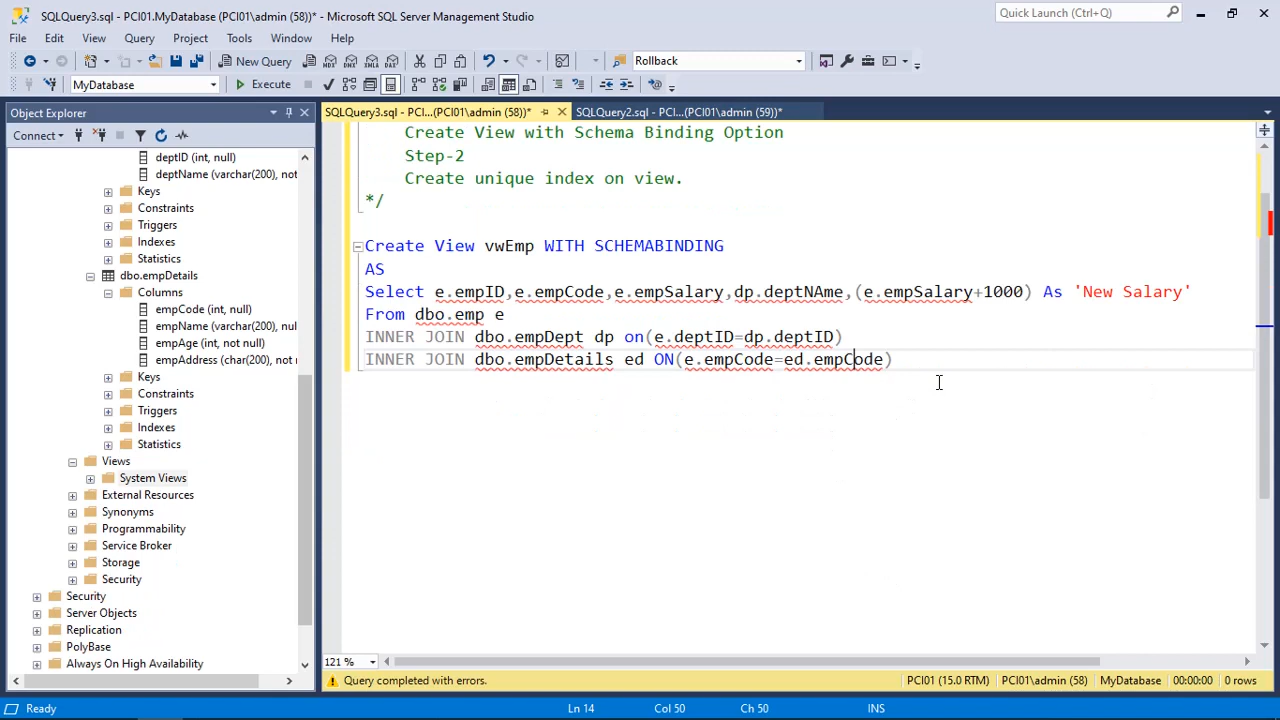 SQLQuery3.sql - PCI01.MyDatabase (PCI01\admin (58))* - Microsoft SQL Server Management Studio
Quick Launch (Ctrl+Q)
File Edit View Query Project Tools Window Help
New Query
Rollback
MyDatabase
Execute
Object Explorer
SQLQuery3.sql - PCI...(PCI01\admin (58))*
SQLQuery2.sql - PCI...(PCI01\admin (59))*
Connect
deptID (int, null)
deptName (varchar(200), not
Keys
Constraints
Triggers
Indexes
Statistics
dbo.empDetails
Columns
empCode (int, null)
empName (varchar(200), not
empAge (int, not null)
empAddress (char(200), not
Keys
Constraints
Triggers
Indexes
Statistics
Views
System Views
External Resources
Synonyms
Programmability
Service Broker
Storage
Security
Security
Server Objects
Replication
PolyBase
Always On High Availability
Create View with Schema Binding Option
Step-2
Create unique index on view.
*/
Create View vwEmp WITH SCHEMABINDING
AS
Select e.empID,e.empCode,e.empSalary,dp.deptNAme,(e.empSalary+1000) As 'New Salary'
From dbo.emp e
INNER JOIN dbo.empDept dp on(e.deptID=dp.deptID)
INNER JOIN dbo.empDetails ed ON(e.empCode=ed.empCode)
121 %
Query completed with errors.
PCI01 (15.0 RTM)
PCI01\admin (58)
MyDatabase
00:00:00
0 rows
Ready
Ln 14
Col 50
Ch 50
INS